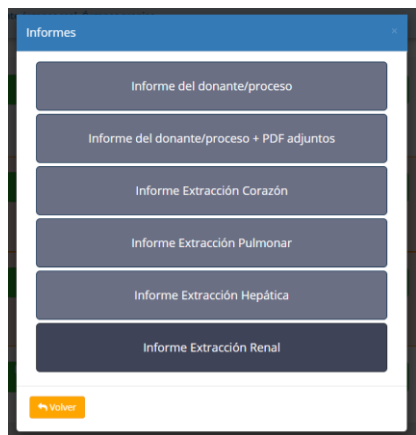 Informes
×
Informe del donante/proceso
Informe del donante/proceso + PDF adjuntos
Informe Extracción Corazón
Informe Extracción Pulmonar
Informe Extracción Hepática
Informe Extracción Renal
Volver